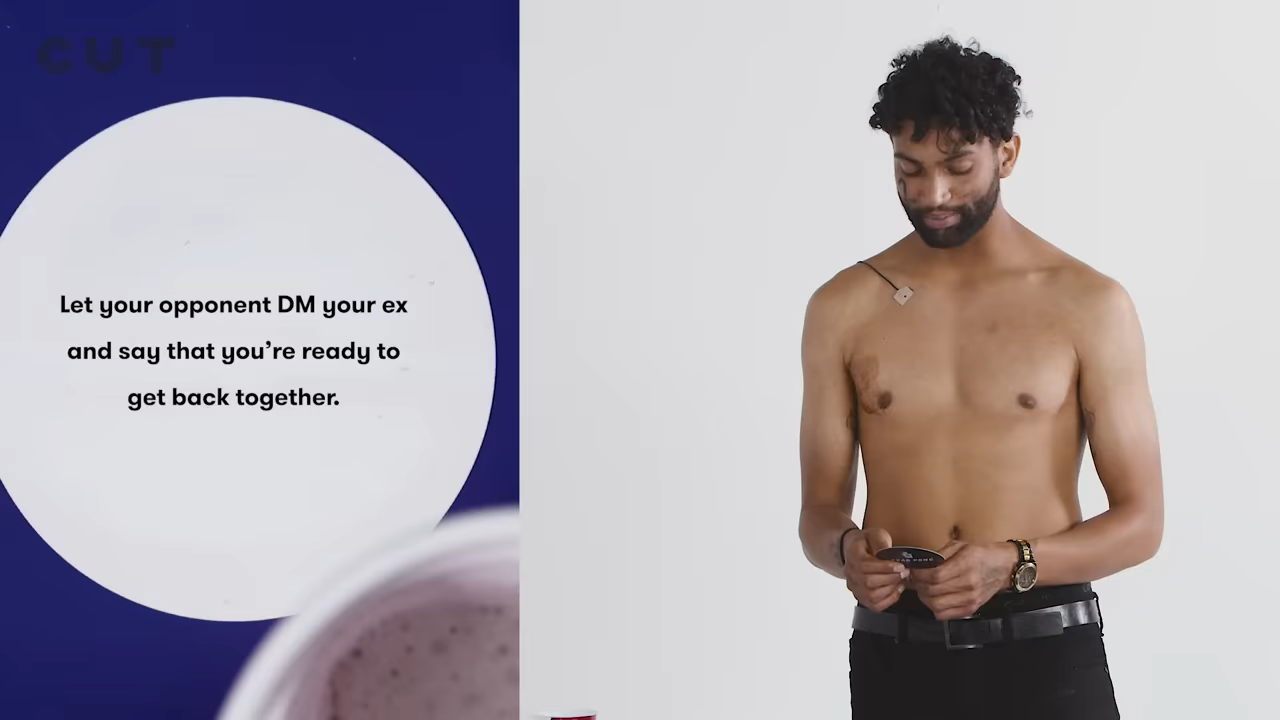 CUT
Let your opponent DM your ex
and say that you're ready to
get back together.